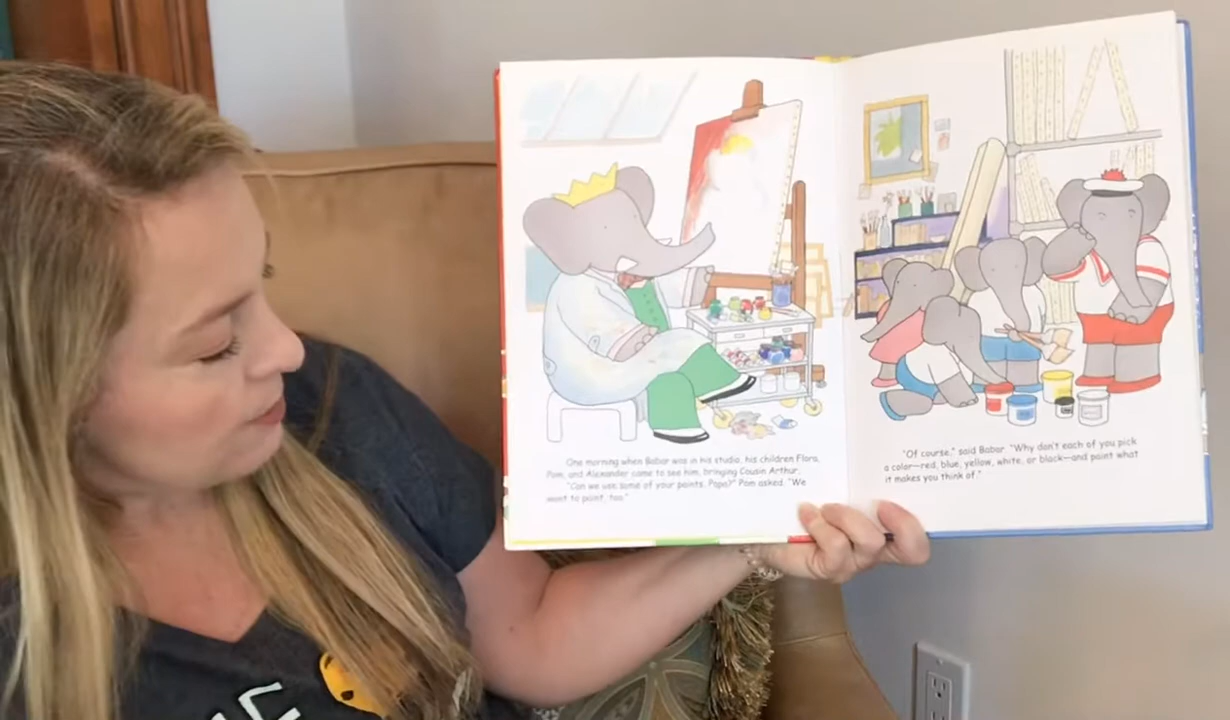 One morning when Babar was in his studio, his children Flora,
Pom, and Alexander came to see him, bringing Cousin Arthur.
"Can we use some of your paints, Papa?" Pom asked. "We
want to paint, too."
"Of course," said Babar. "Why don't each of you pick
a color—red, blue, yellow, white, or black—and paint what
it makes you think of."